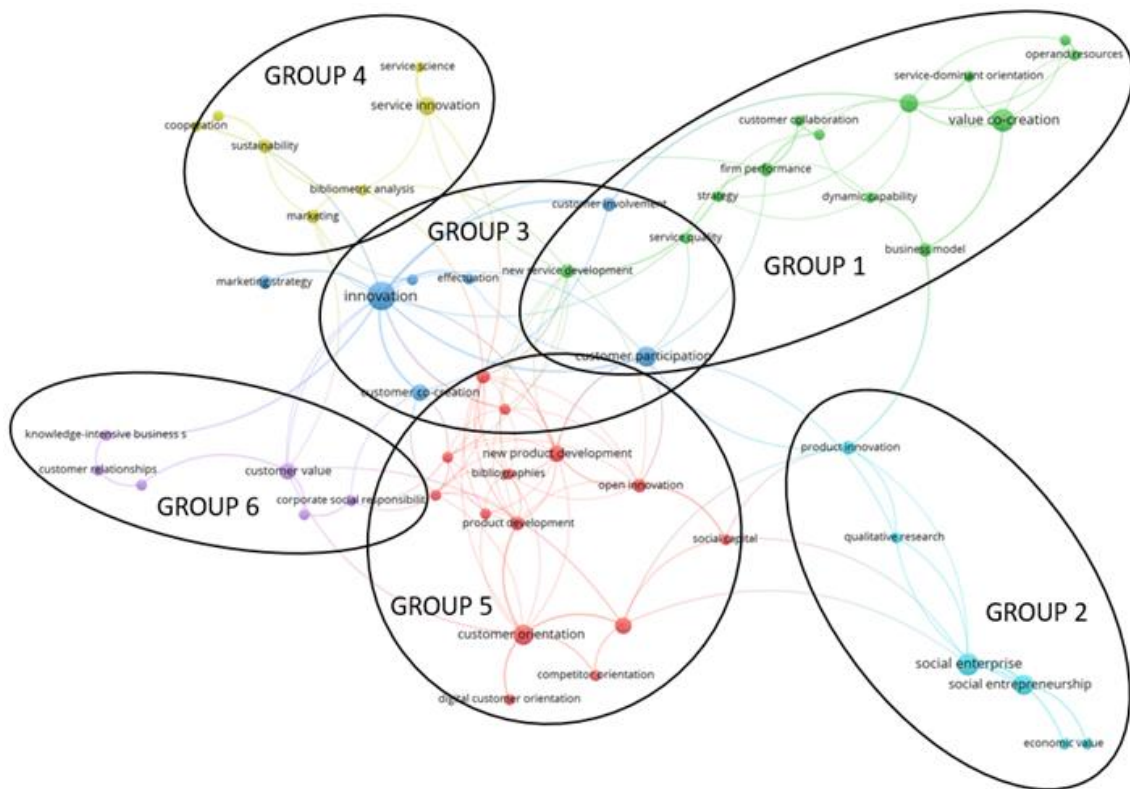 GROUP 4
service science
service innovation
cooperation
sustainability
bibliometric analysis
marketing
GROUP 1
operand resources
service-dominant orientation
value co-creation
customer collaboration
firm performance
strategy
dynamic capability
service quality
business model
new service development
GROUP 3
customer involvement
marketing strategy
effectuation
innovation
customer participation
customer co-creation
GROUP 6
knowledge-intensive business s
customer relationships
customer value
corporate social responsibilit
GROUP 5
new product development
bibliographies
open innovation
product development
social capital
customer orientation
competitor orientation
digital customer orientation
GROUP 2
product innovation
qualitative research
social enterprise
social entrepreneurship
economic value